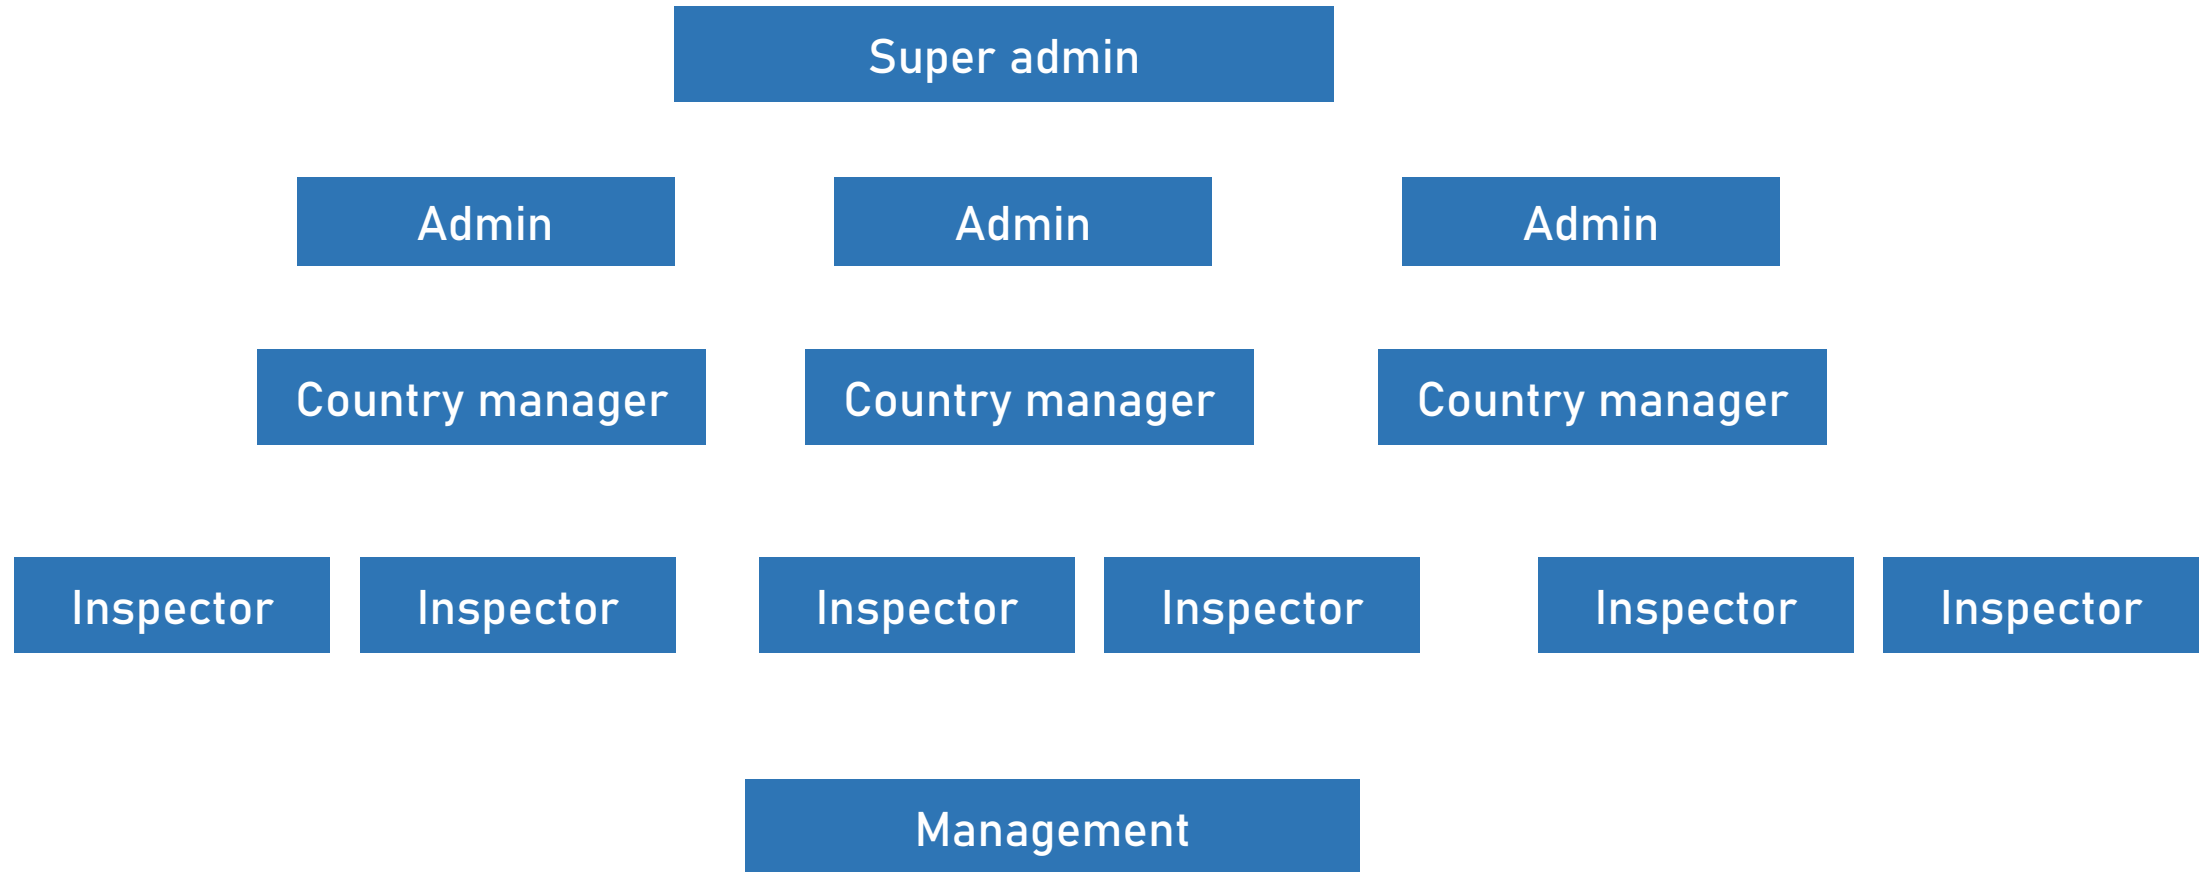 Super admin
Admin Admin Admin
Country manager Country manager Country manager
Inspector Inspector Inspector Inspector Inspector Inspector
Management